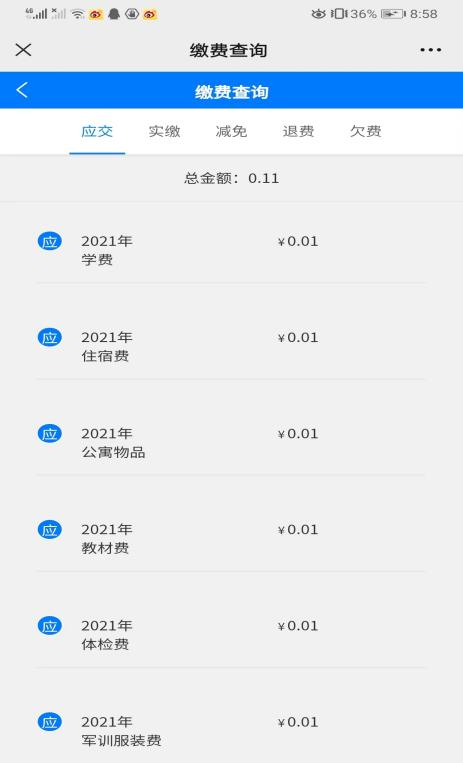 4G 36% 8:58
缴费查询
缴费查询
应交 实缴 减免 退费 欠费
总金额：0.11
应 2021年 ¥0.01
学费
应 2021年 ¥0.01
住宿费
应 2021年 ¥0.01
公寓物品
应 2021年 ¥0.01
教材费
应 2021年 ¥0.01
体检费
应 2021年 ¥0.01
军训服装费